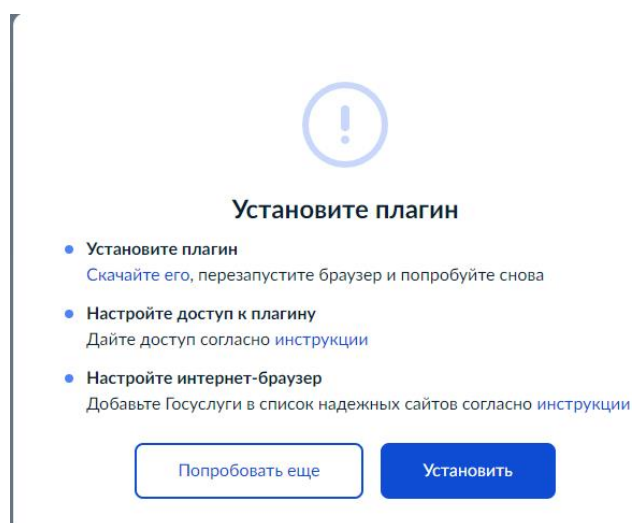 Установите плагин
Установите плагин
Скачайте его, перезапустите браузер и попробуйте снова
Настройте доступ к плагину
Дайте доступ согласно инструкции
Настройте интернет-браузер
Добавьте Госуслуги в список надежных сайтов согласно инструкции
Попробовать еще
Установить